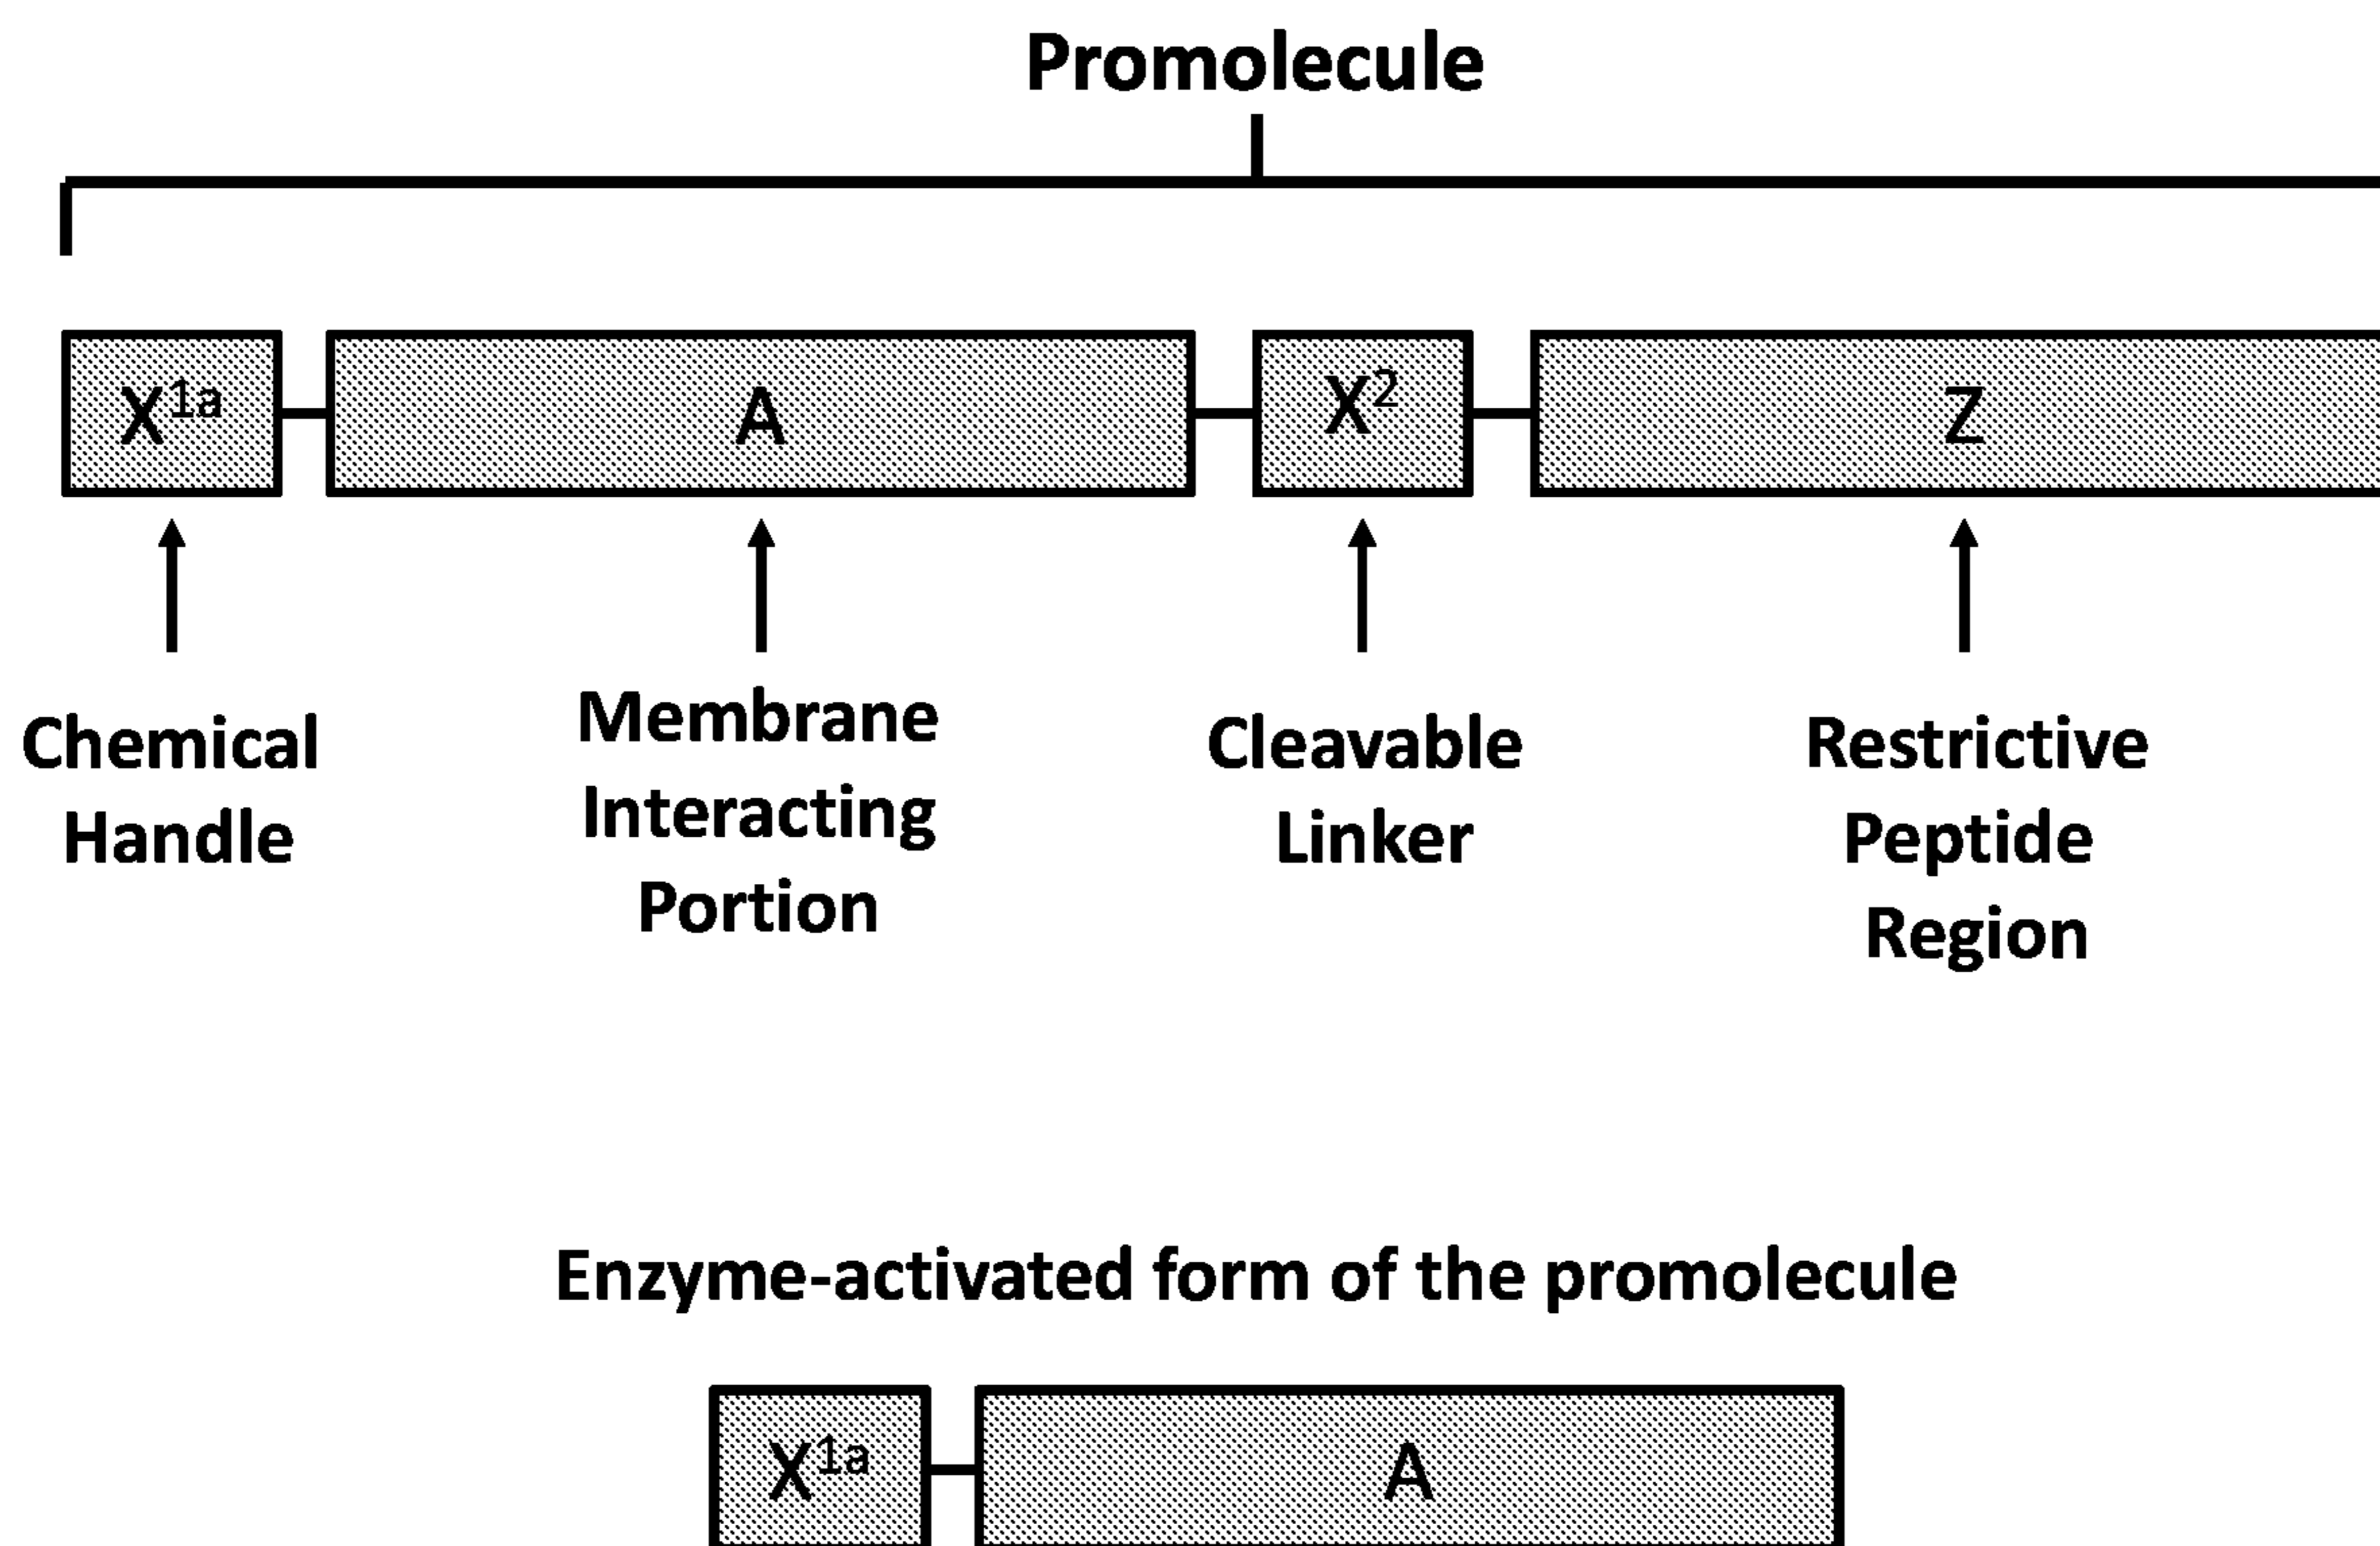 Promolecule
X¹ᵃ A X² Z
Chemical
Handle
Membrane
Interacting
Portion
Cleavable
Linker
Restrictive
Peptide
Region
Enzyme-activated form of the promolecule
X¹ᵃ A